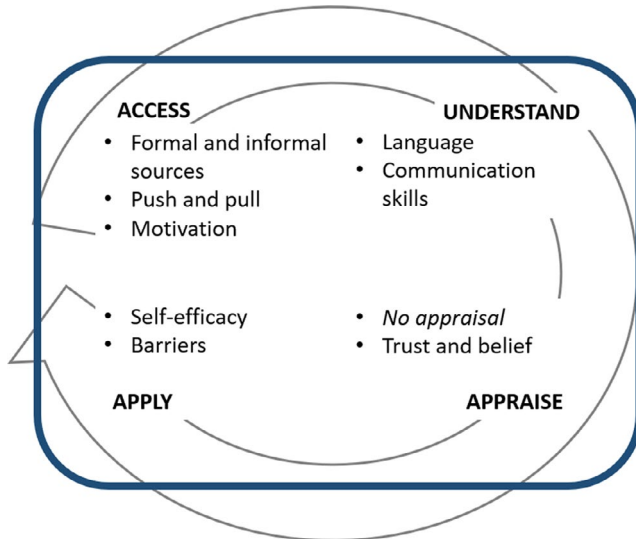 ACCESS
• Formal and informal
sources
• Push and pull
• Motivation
UNDERSTAND
• Language
• Communication
skills
• Self-efficacy
• Barriers
APPLY
• No appraisal
• Trust and belief
APPRAISE